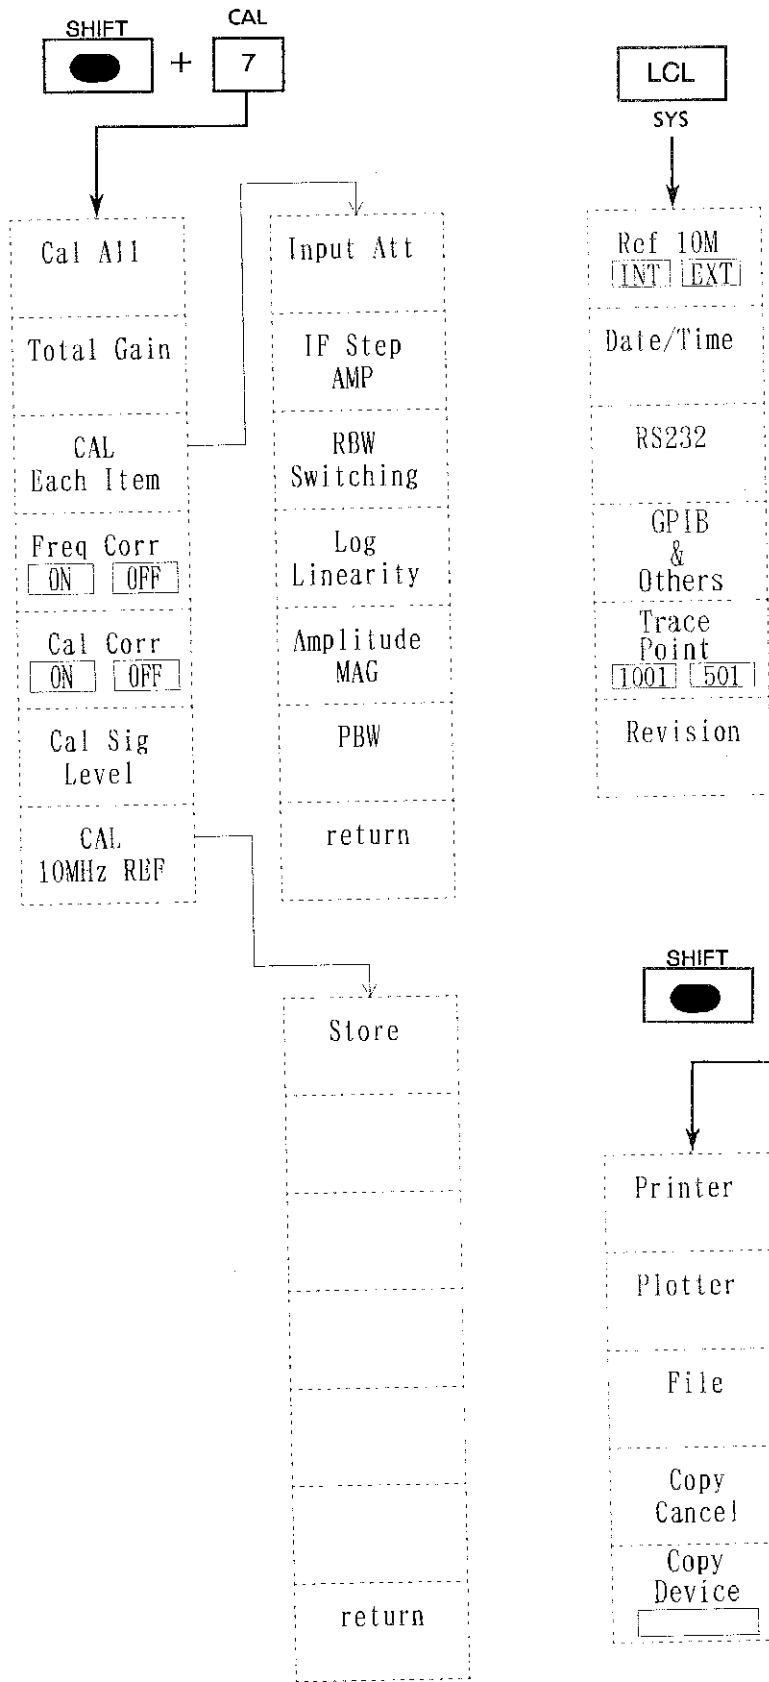 SHIFT
+
CAL
7
Cal All
Total Gain
CAL
Each Item
Freq Corr
ON OFF
Cal Corr
ON OFF
Cal Sig
Level
CAL
10MHz REF
Input Att
IF Step
AMP
RBW
Switching
Log
Linearity
Amplitude
MAG
PBW
return
Store
return
LCL
SYS
Ref 10M
INT EXT
Date/Time
RS232
GPIB
&
Others
Trace
Point
1001 501
Revision
SHIFT
Printer
Plotter
File
Copy
Cancel
Copy
Device